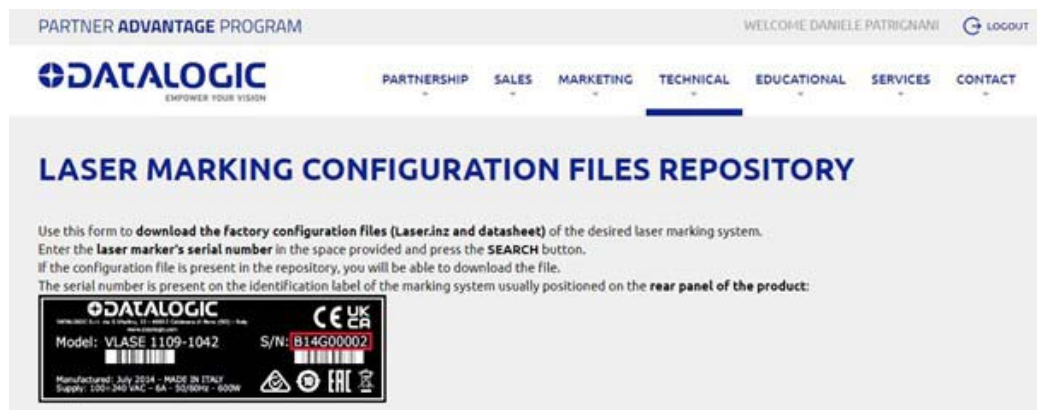 PARTNER ADVANTAGE PROGRAM
WELCOME DANIELE PATRIGNANI
LOGOUT
DATALOGIC
EMPOWER YOUR VISION
PARTNERSHIP SALES MARKETING TECHNICAL EDUCATIONAL SERVICES CONTACT
LASER MARKING CONFIGURATION FILES REPOSITORY
Use this form to download the factory configuration files (Laser.inz and datasheet) of the desired laser marking system.
Enter the laser marker's serial number in the space provided and press the SEARCH button.
If the configuration file is present in the repository, you will be able to download the file.
The serial number is present on the identification label of the marking system usually positioned on the rear panel of the product:
DATALOGIC
CE UK CA
Model: VLASE 1109-1042 S/N: B14G00002
Manufactured: July 2014 - MADE IN ITALY
Supply: 100÷240 VAC - 6A - 50/60Hz - 600W
10 EAC